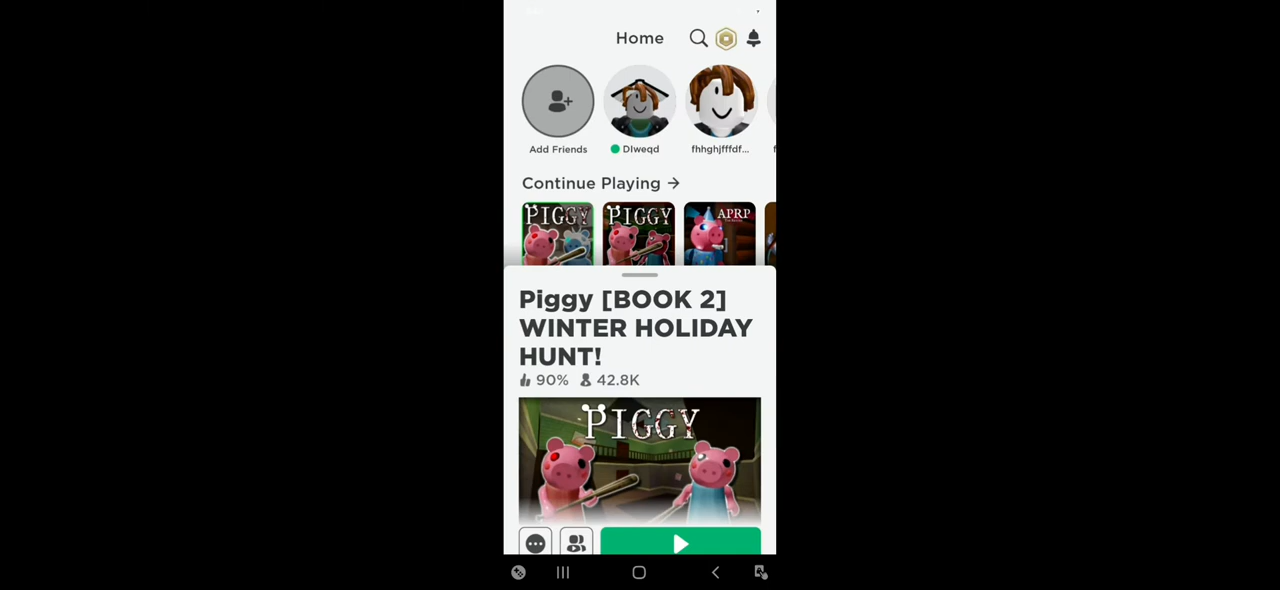 Home
Add Friends
DIweqd
fhhghjfffdf...
Continue Playing →
PIGGY
PIGGY
APRP
Piggy [BOOK 2]
WINTER HOLIDAY
HUNT!
90% 42.8K
PIGGY